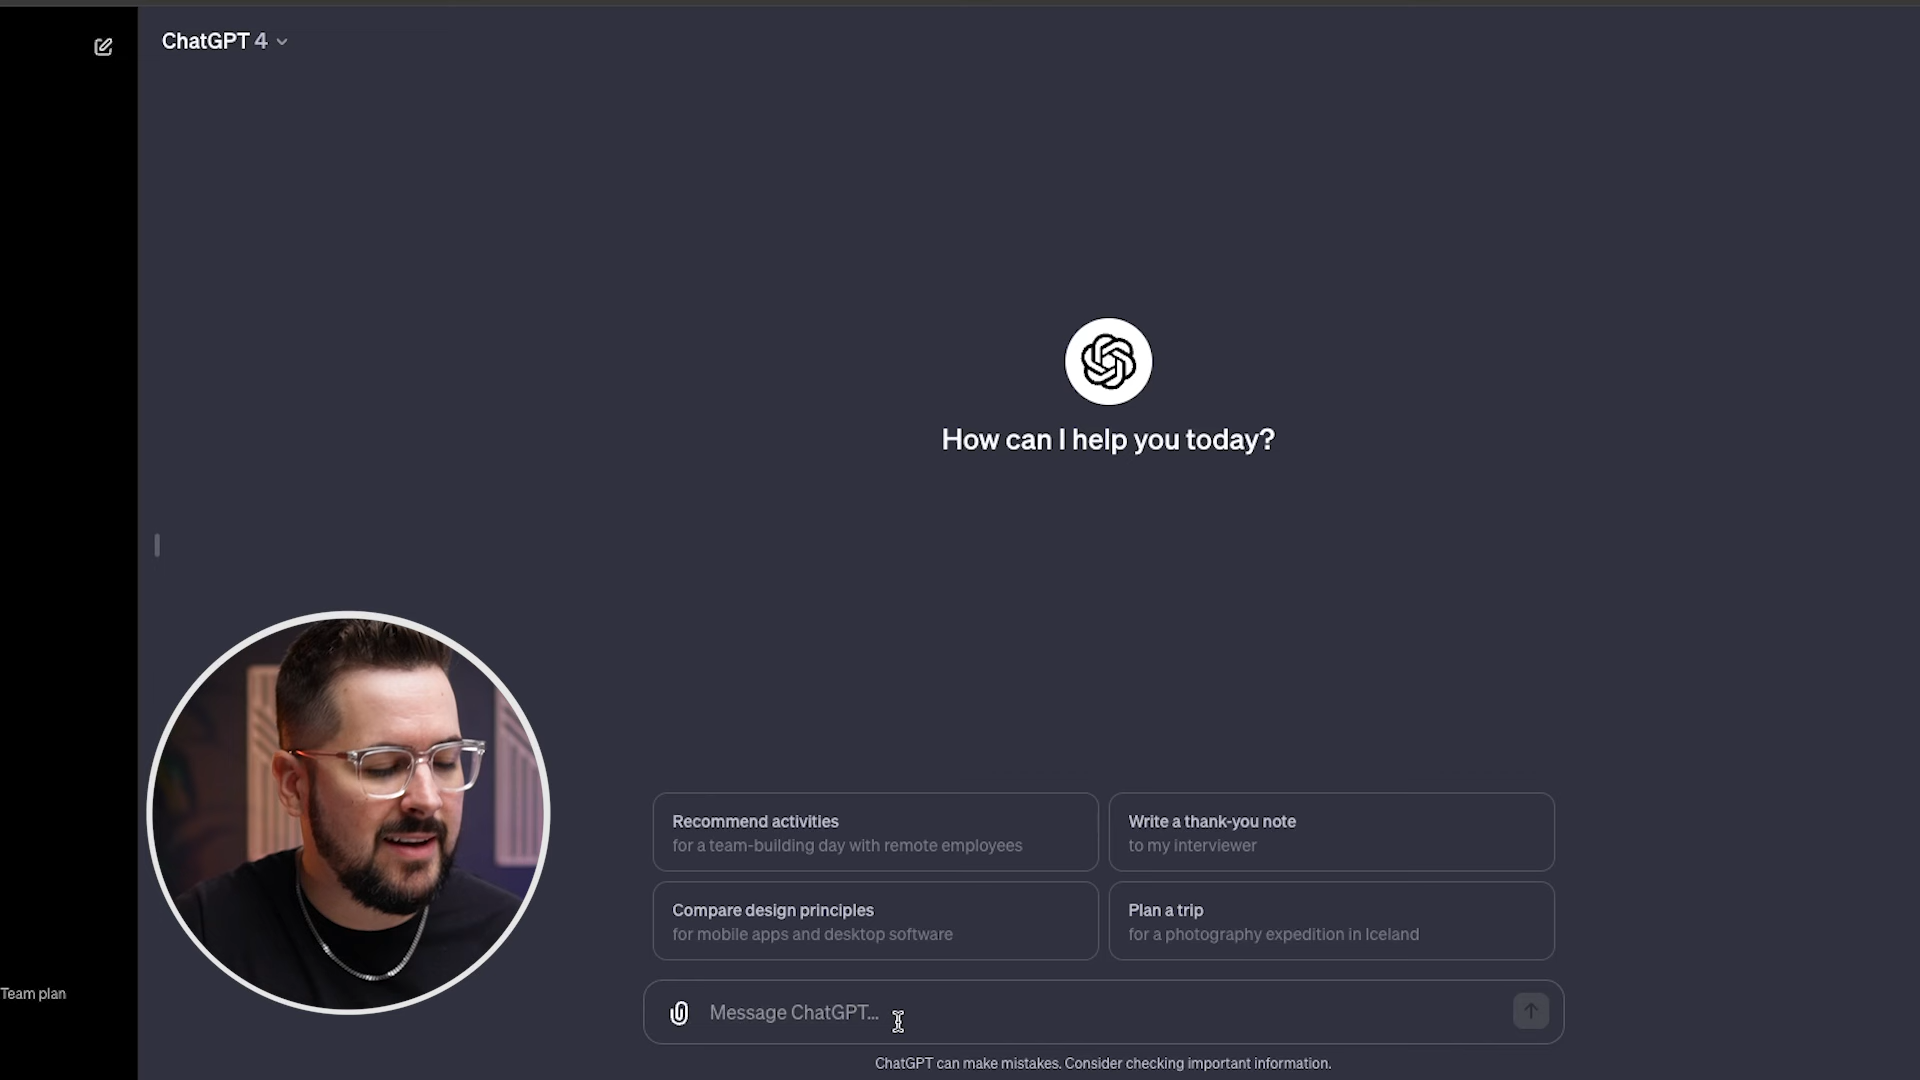 ChatGPT 4
How can I help you today?
Recommend activities
for a team-building day with remote employees
Write a thank-you note
to my interviewer
Compare design principles
for mobile apps and desktop software
Plan a trip
for a photography expedition in Iceland
Team plan
Message ChatGPT...
ChatGPT can make mistakes. Consider checking important information.